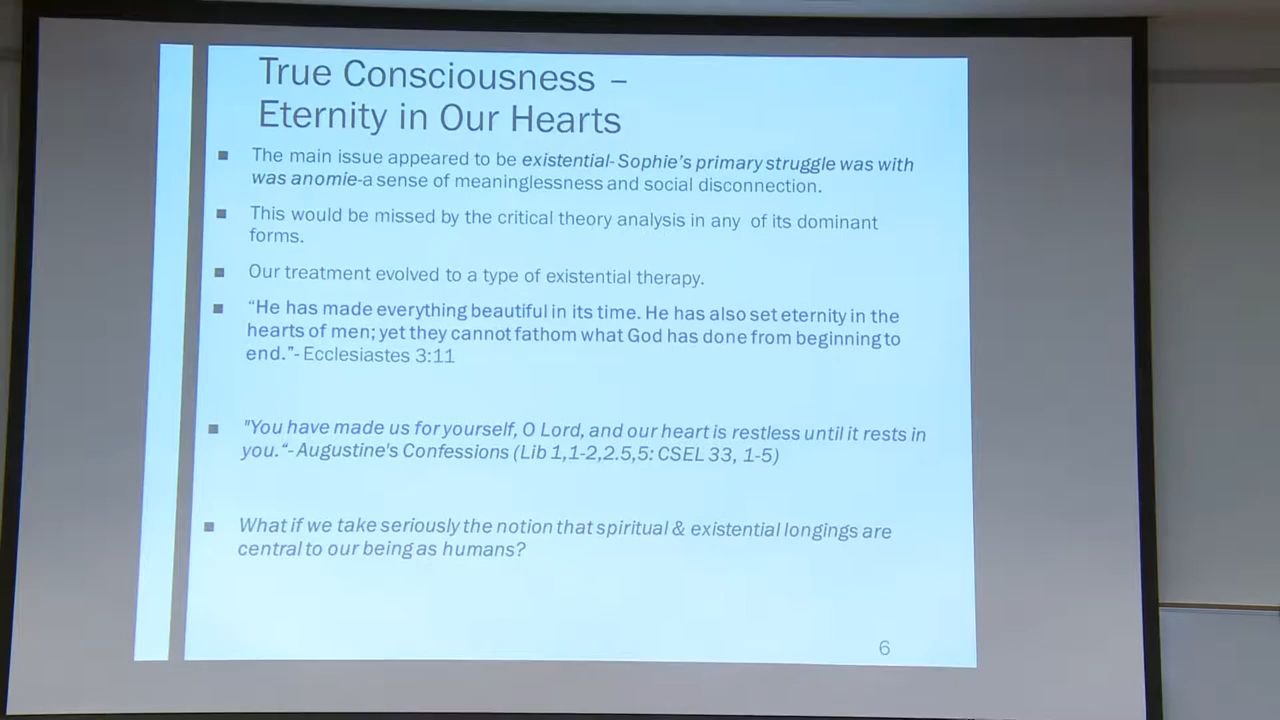 True Consciousness –
Eternity in Our Hearts
■ The main issue appeared to be existential- Sophie's primary struggle was with
was anomie-a sense of meaninglessness and social disconnection.
■ This would be missed by the critical theory analysis in any of its dominant
forms.
■ Our treatment evolved to a type of existential therapy.
■ “He has made everything beautiful in its time. He has also set eternity in the
hearts of men; yet they cannot fathom what God has done from beginning to
end.”- Ecclesiastes 3:11
■ "You have made us for yourself, O Lord, and our heart is restless until it rests in
you.“- Augustine's Confessions (Lib 1,1-2,2.5,5: CSEL 33, 1-5)
■ What if we take seriously the notion that spiritual & existential longings are
central to our being as humans?
6